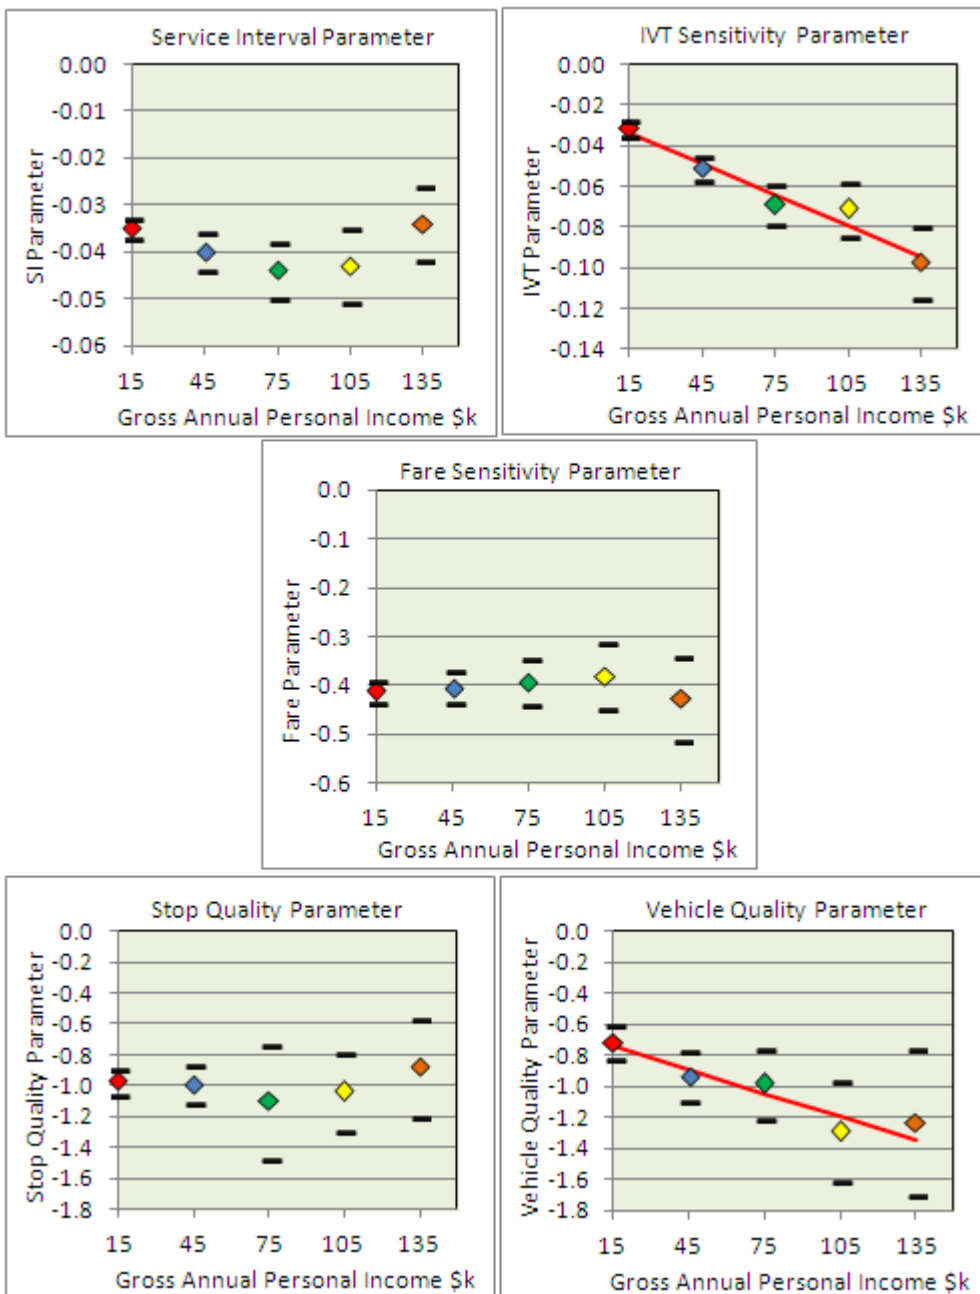 Service Interval Parameter
0.00
-0.01
-0.02
-0.03
-0.04
-0.05
-0.06
SI Parameter
15 45 75 105 135
Gross Annual Personal Income $k
IVT Sensitivity Parameter
0.00
-0.02
-0.04
-0.06
-0.08
-0.10
-0.12
-0.14
IVT Parameter
15 45 75 105 135
Gross Annual Personal Income $k
Fare Sensitivity Parameter
0.0
-0.1
-0.2
-0.3
-0.4
-0.5
-0.6
Fare Parameter
15 45 75 105 135
Gross Annual Personal Income $k
Stop Quality Parameter
0.0
-0.2
-0.4
-0.6
-0.8
-1.0
-1.2
-1.4
-1.6
-1.8
Stop Quality Parameter
15 45 75 105 135
Gross Annual Personal Income $k
Vehicle Quality Parameter
0.0
-0.2
-0.4
-0.6
-0.8
-1.0
-1.2
-1.4
-1.6
-1.8
Vehicle Quality Parameter
15 45 75 105 135
Gross Annual Personal Income $k